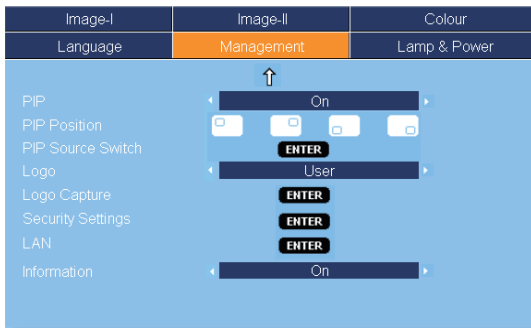 Image-I Image-II Colour
Language Management Lamp & Power
PIP On
PIP Position
PIP Source Switch ENTER
Logo User
Logo Capture ENTER
Security Settings ENTER
LAN ENTER
Information On